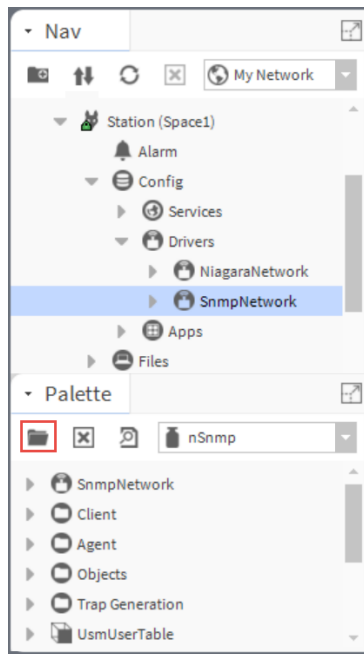 Nav
My Network
Station (Space1)
Alarm
Config
Services
Drivers
NiagaraNetwork
SnmpNetwork
Apps
Files
Palette
nSnmp
SnmpNetwork
Client
Agent
Objects
Trap Generation
UsmUserTable